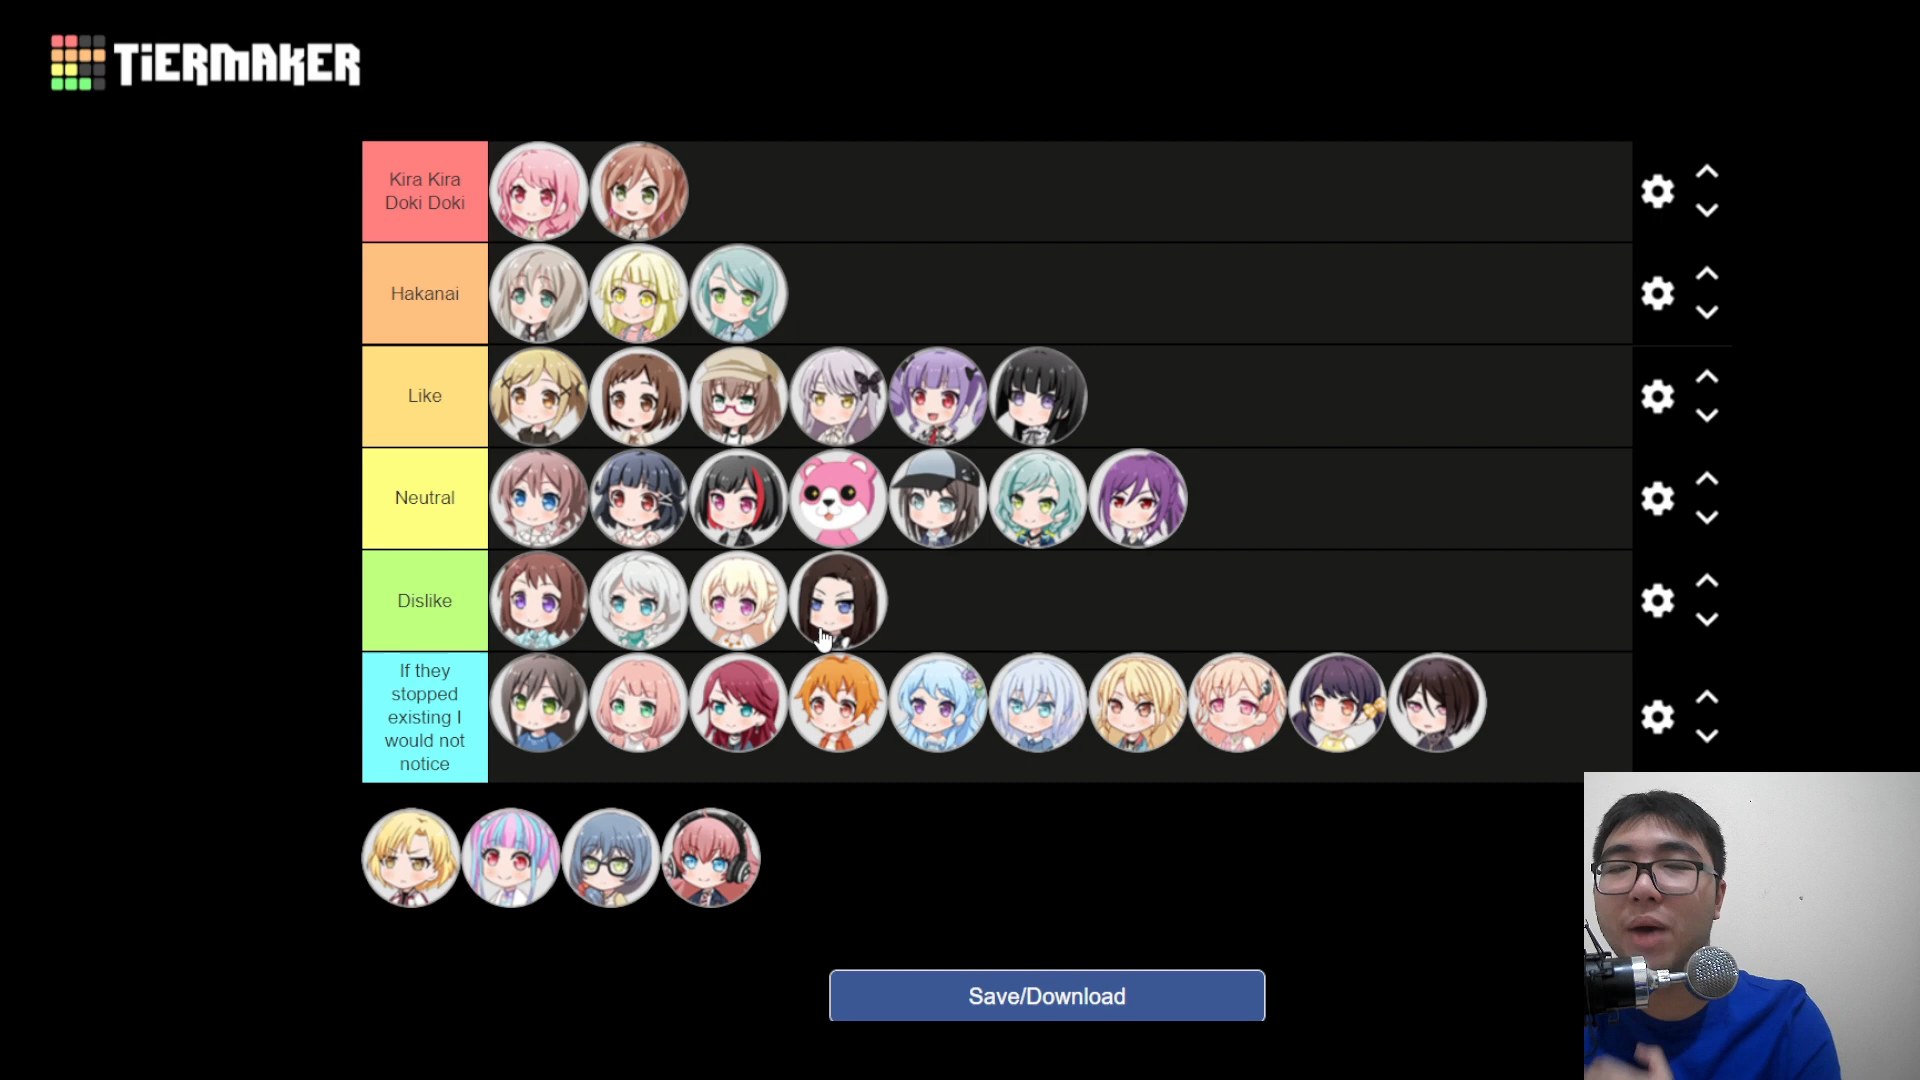 TiERMAKER
Kira Kira
Doki Doki
Hakanai
Like
Neutral
Dislike
If they
stopped
existing I
would not
notice
Save/Download